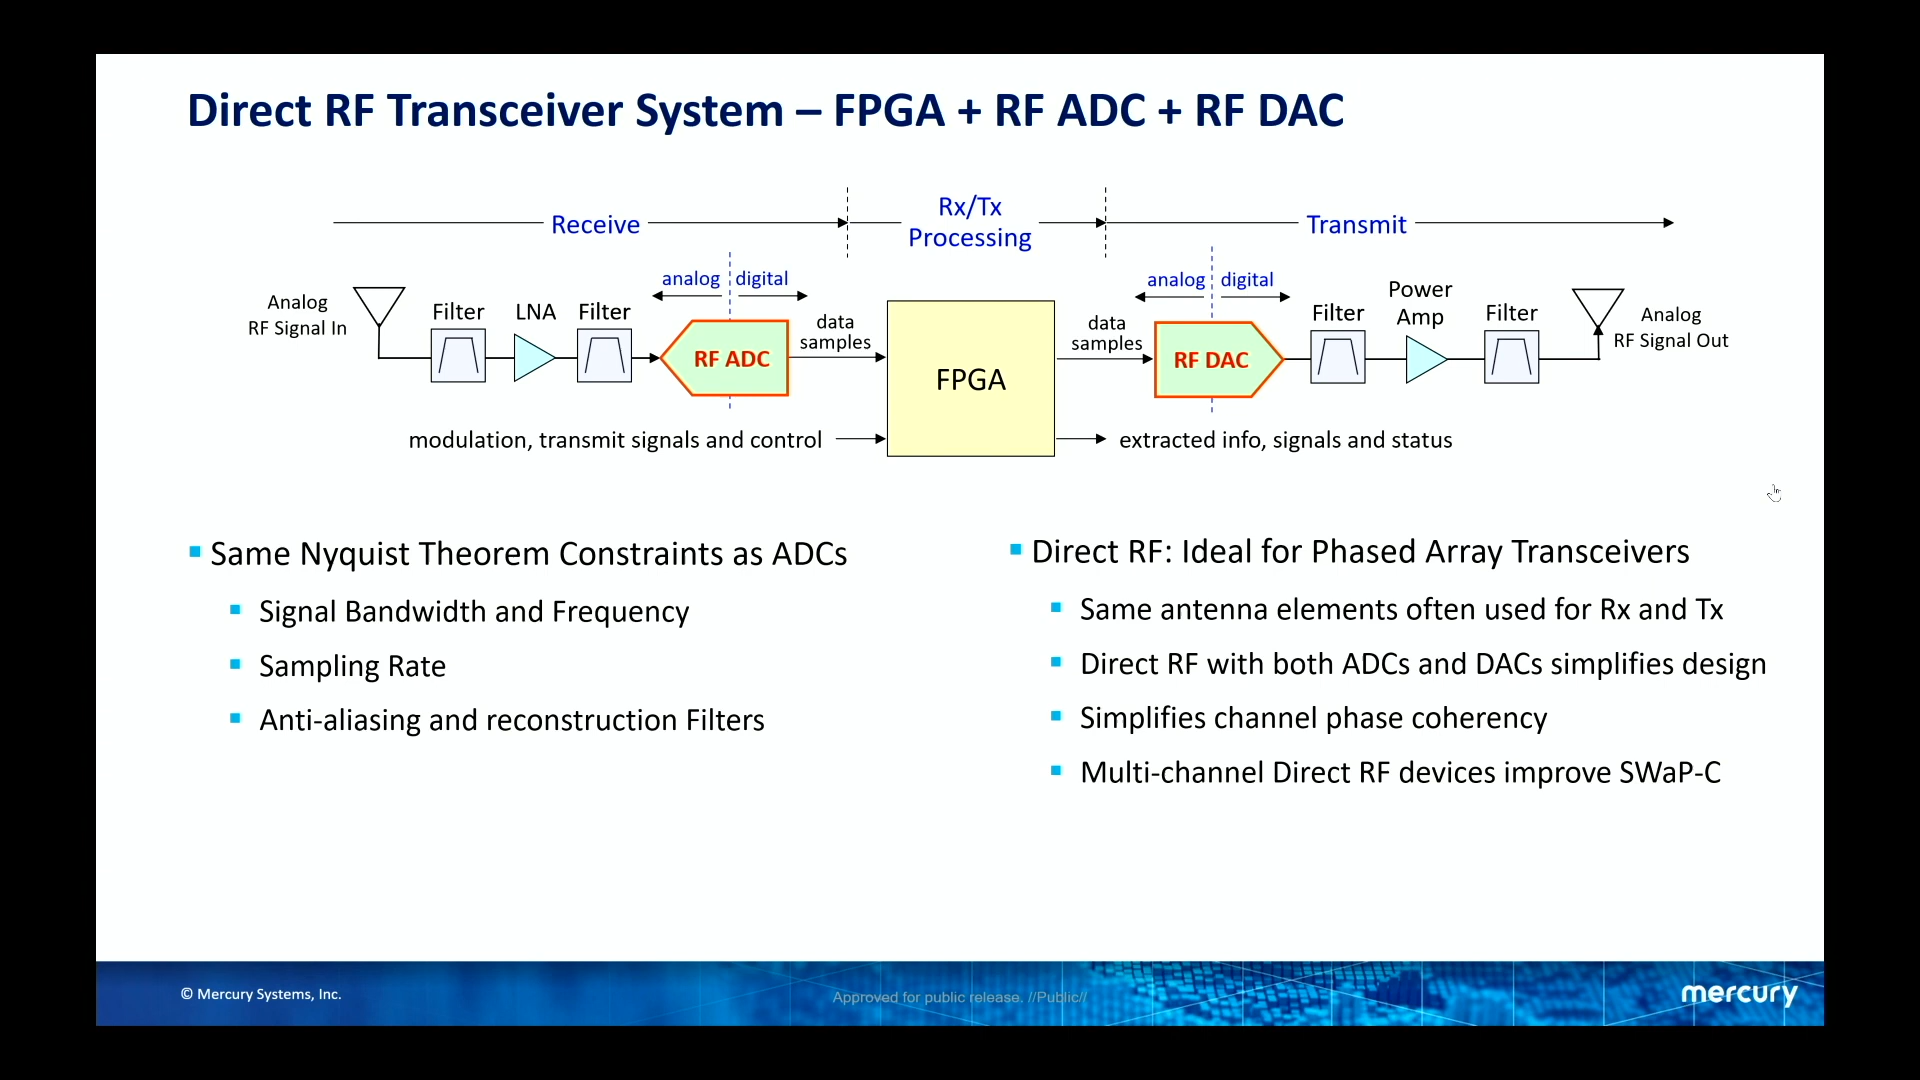 Direct RF Transceiver System – FPGA + RF ADC + RF DAC
Receive
Rx/Tx
Processing
Transmit
analog
digital
analog
digital
Analog
RF Signal In
Filter
LNA
Filter
RF ADC
data
samples
FPGA
data
samples
RF DAC
Filter
Power
Amp
Filter
Analog
RF Signal Out
modulation, transmit signals and control
extracted info, signals and status
Same Nyquist Theorem Constraints as ADCs
Signal Bandwidth and Frequency
Sampling Rate
Anti-aliasing and reconstruction Filters
Direct RF: Ideal for Phased Array Transceivers
Same antenna elements often used for Rx and Tx
Direct RF with both ADCs and DACs simplifies design
Simplifies channel phase coherency
Multi-channel Direct RF devices improve SWaP-C
© Mercury Systems, Inc.
Approved for public release. //Public//
mercury